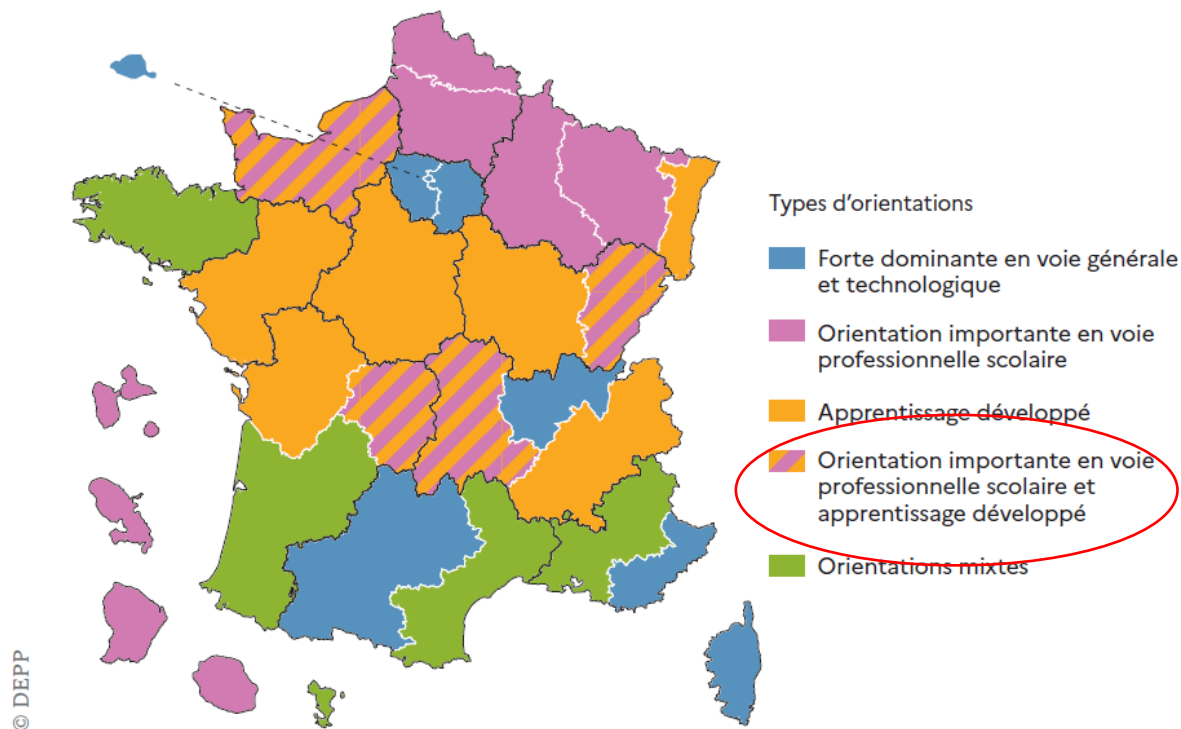 Types d’orientations
Forte dominante en voie générale
et technologique
Orientation importante en voie
professionnelle scolaire
Apprentissage développé
Orientation importante en voie
professionnelle scolaire et
apprentissage développé
Orientations mixtes
© DEPP